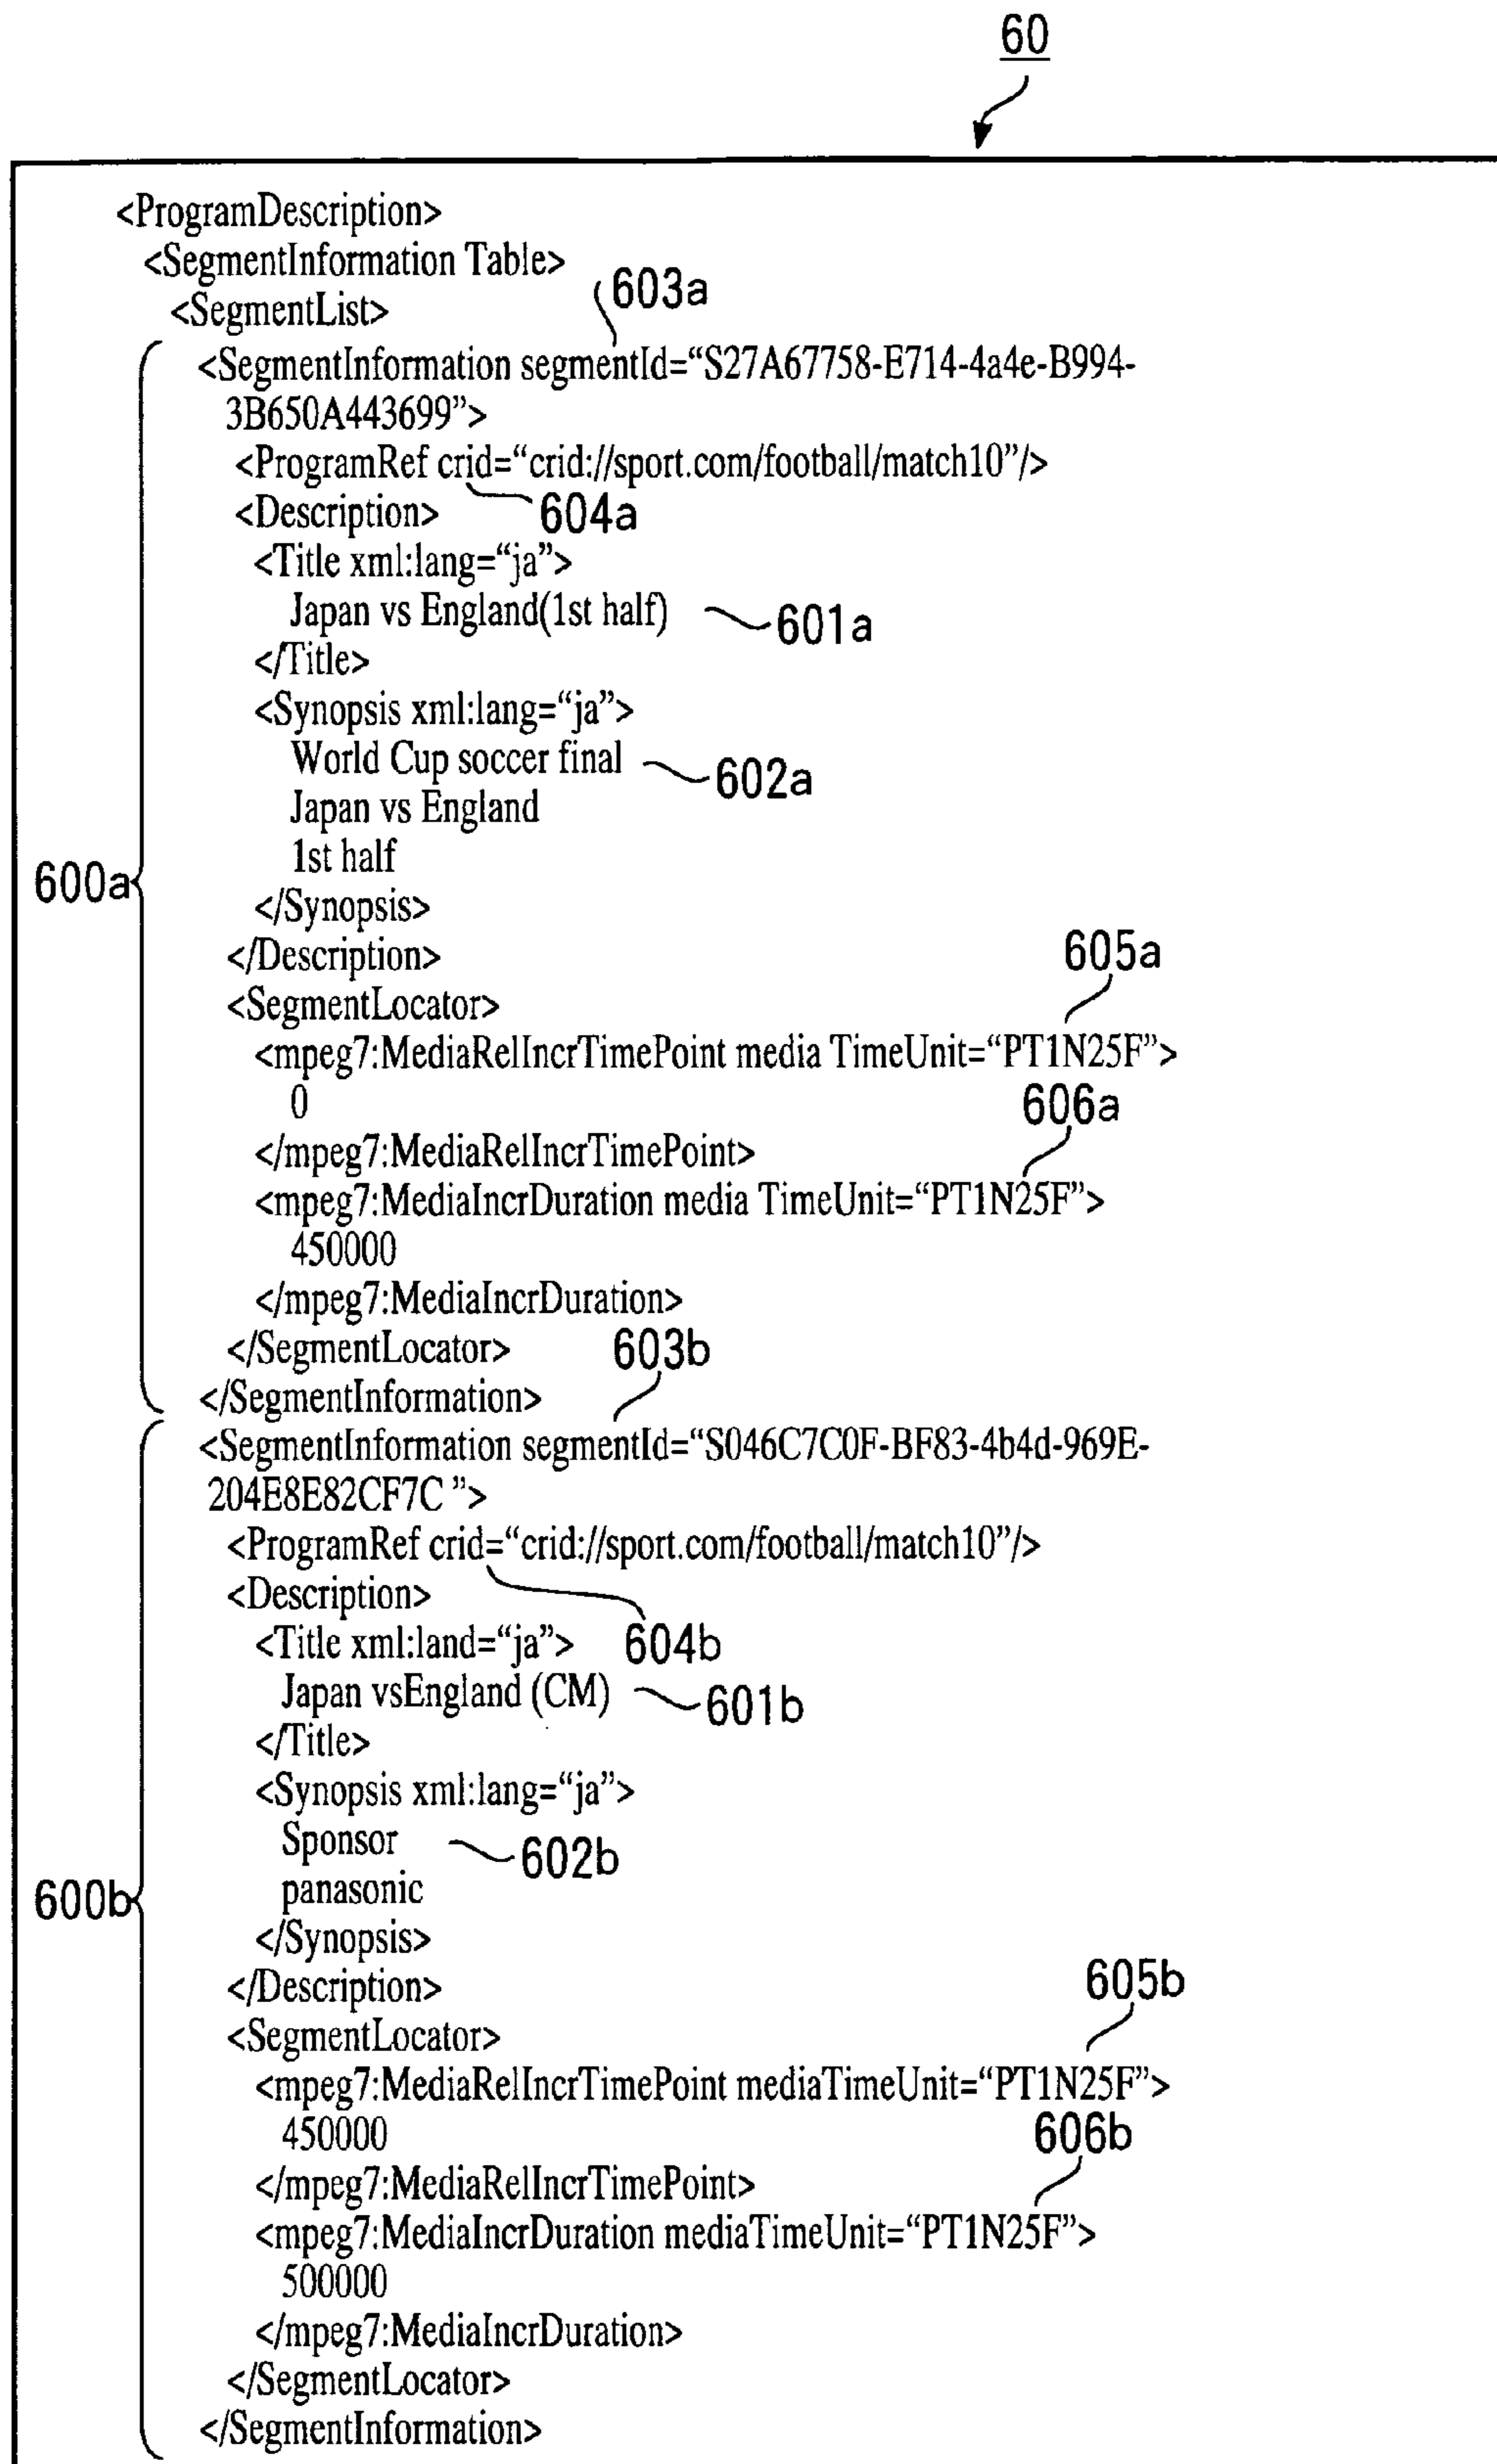 60
<ProgramDescription>
<SegmentInformation Table>
603a
<SegmentList>
<SegmentInformation segmentId=“S27A67758-E714-4a4e-B994-
3B650A443699”>
<ProgramRef crid=“crid://sport.com/football/match10”/>
<Description> 604a
<Title xml:lang=“ja”>
Japan vs England(1st half) 601a
</Title>
<Synopsis xml:lang=“ja”>
World Cup soccer final 602a
Japan vs England
1st half
600a
</Synopsis>
</Description> 605a
<SegmentLocator>
<mpeg7:MediaRelIncrTimePoint media TimeUnit=“PT1N25F”>
0 606a
</mpeg7:MediaRelIncrTimePoint>
<mpeg7:MediaIncrDuration media TimeUnit=“PT1N25F”>
450000
</mpeg7:MediaIncrDuration>
</SegmentLocator> 603b
</SegmentInformation>
<SegmentInformation segmentId=“S046C7C0F-BF83-4b4d-969E-
204E8E82CF7C ”>
<ProgramRef crid=“crid://sport.com/football/match10”/>
<Description>
<Title xml:land=“ja”> 604b
Japan vsEngland (CM) 601b
</Title>
<Synopsis xml:lang=“ja”>
Sponsor 602b
panasonic
600b
</Synopsis>
</Description> 605b
<SegmentLocator>
<mpeg7:MediaRelIncrTimePoint mediaTimeUnit=“PT1N25F”>
450000 606b
</mpeg7:MediaRelIncrTimePoint>
<mpeg7:MediaIncrDuration mediaTimeUnit=“PT1N25F”>
500000
</mpeg7:MediaIncrDuration>
</SegmentLocator>
</SegmentInformation>